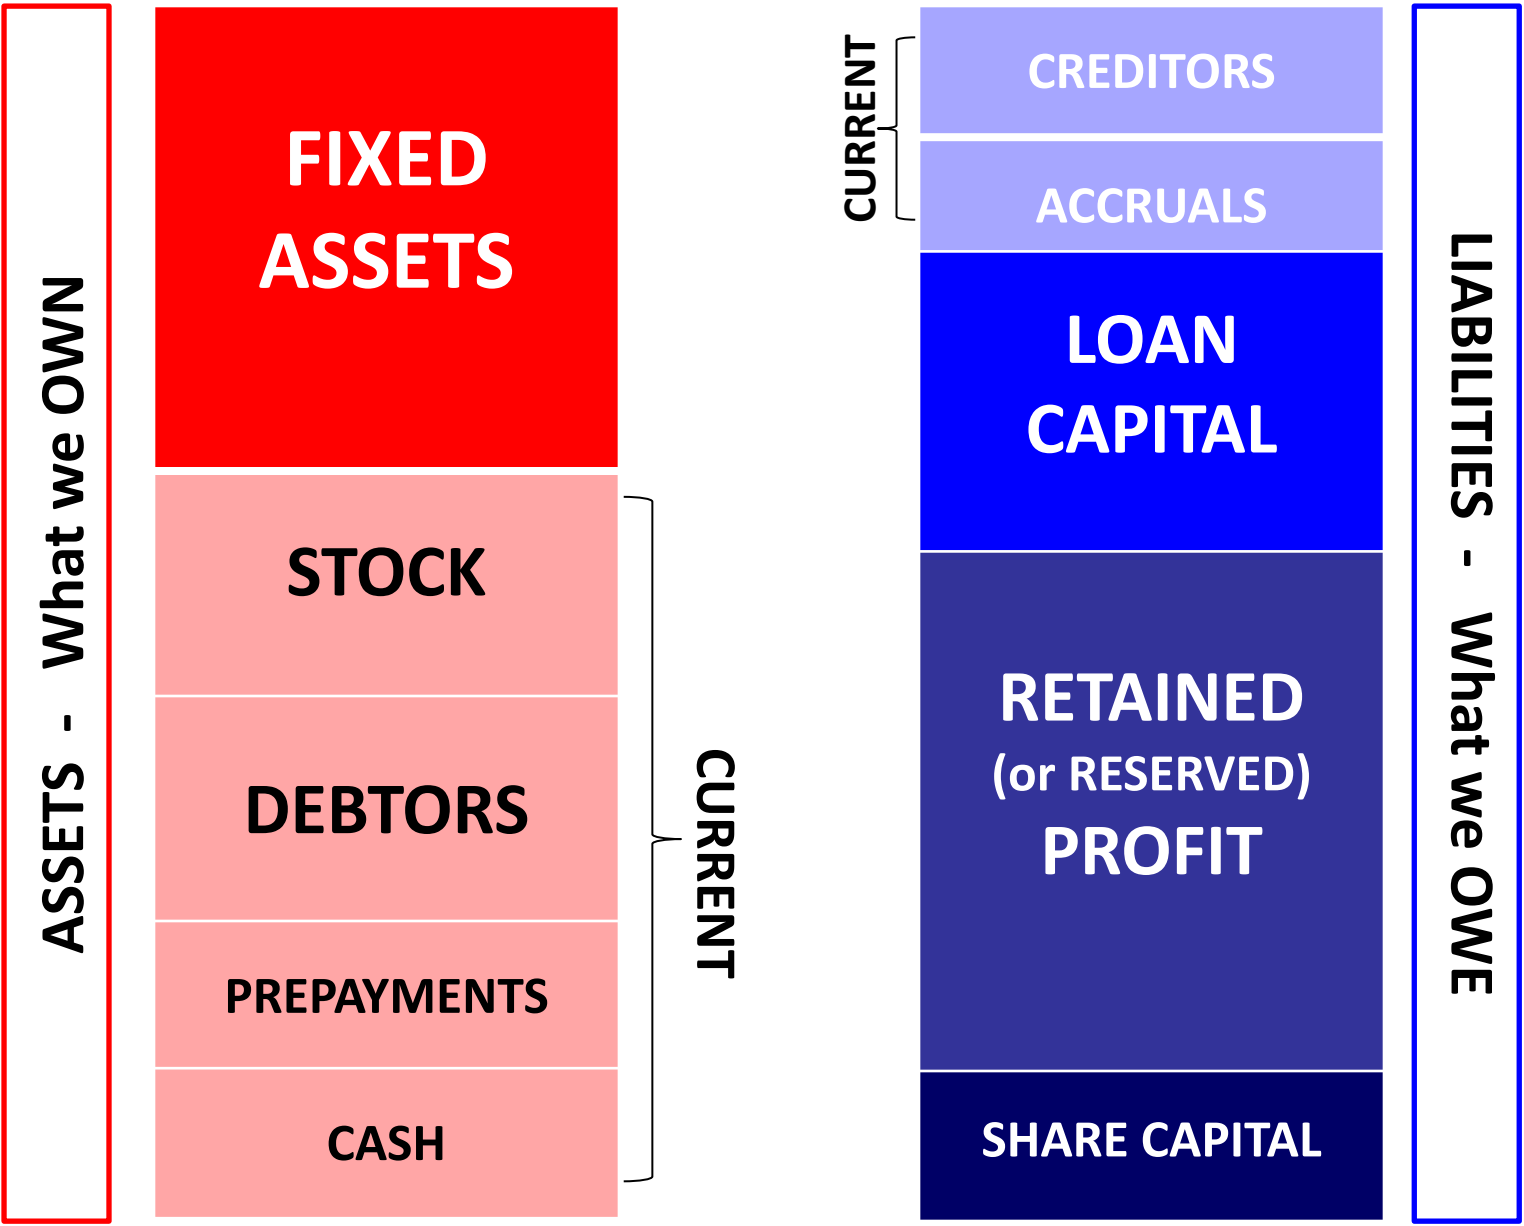 ASSETS - What we OWN
FIXED
ASSETS
STOCK
DEBTORS
PREPAYMENTS
CASH
CURRENT
CURRENT
CREDITORS
ACCRUALS
LOAN
CAPITAL
RETAINED
(or RESERVED)
PROFIT
SHARE CAPITAL
LIABILITIES - What we OWE